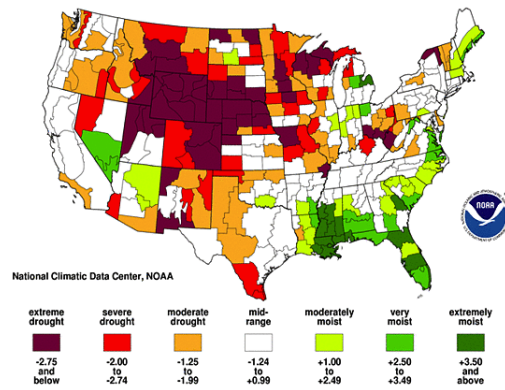 NOAA
National Climatic Data Center, NOAA
extreme drought
severe drought
moderate drought
mid-range
moderately moist
very moist
extremely moist
-2.75 and below
-2.00 to -2.74
-1.25 to -1.99
-1.24 to +0.99
+1.00 to +2.49
+2.50 to +3.49
+3.50 and above